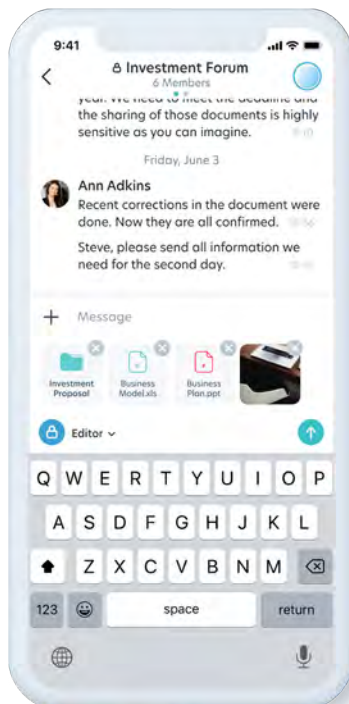 9:41
Investment Forum
6 Members
year. We need to meet the deadline and
the sharing of those documents is highly
sensitive as you can imagine.
Friday, June 3
Ann Adkins
Recent corrections in the document were
done. Now they are all confirmed.
Steve, please send all information we
need for the second day.
Message
Investment
Proposal
Business
Model.xls
Business
Plan.ppt
Editor
Q W E R T Y U I O P
A S D F G H J K L
Z X C V B N M
123 space return